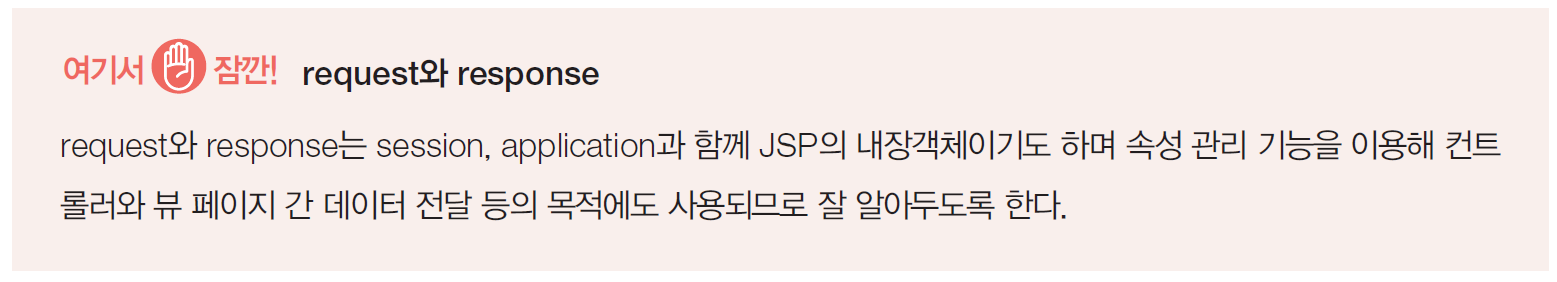 여기서 잠깐! request와 response
request와 response는 session, application과 함께 JSP의 내장객체이기도 하며 속성 관리 기능을 이용해 컨트
롤러와 뷰 페이지 간 데이터 전달 등의 목적에도 사용되므로 잘 알아두도록 한다.